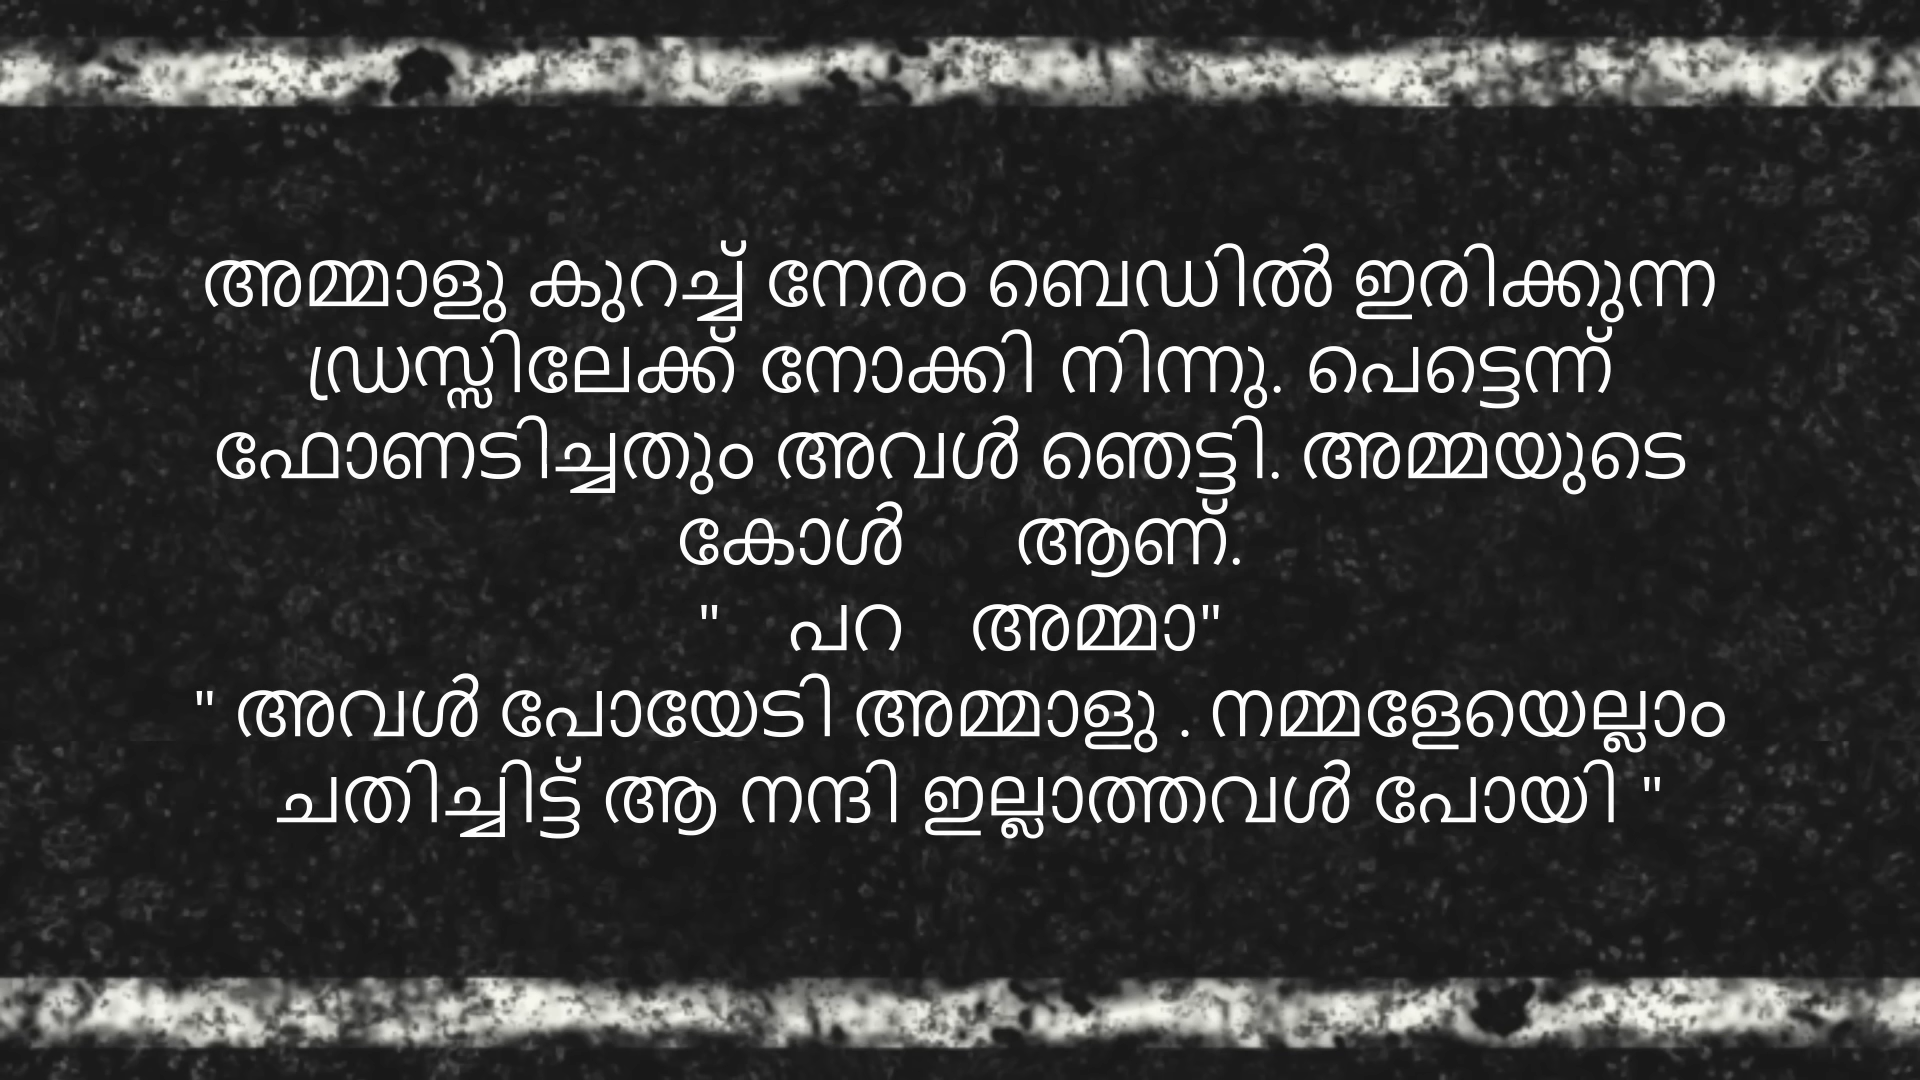 അമ്മാളു കുറച്ച് നേരം ബെഡിൽ ഇരിക്കുന്ന
ഡ്രസ്സിലേക്ക് നോക്കി നിന്നു. പെട്ടെന്ന്
ഫോണടിച്ചതും അവൾ ഞെട്ടി. അമ്മയുടെ
കോൾ ആണ്.
" പറ അമ്മാ"
" അവൾ പോയേടി അമ്മാളു . നമ്മളേയെല്ലാം
ചതിച്ചിട്ട് ആ നന്ദി ഇല്ലാത്തവൾ പോയി "